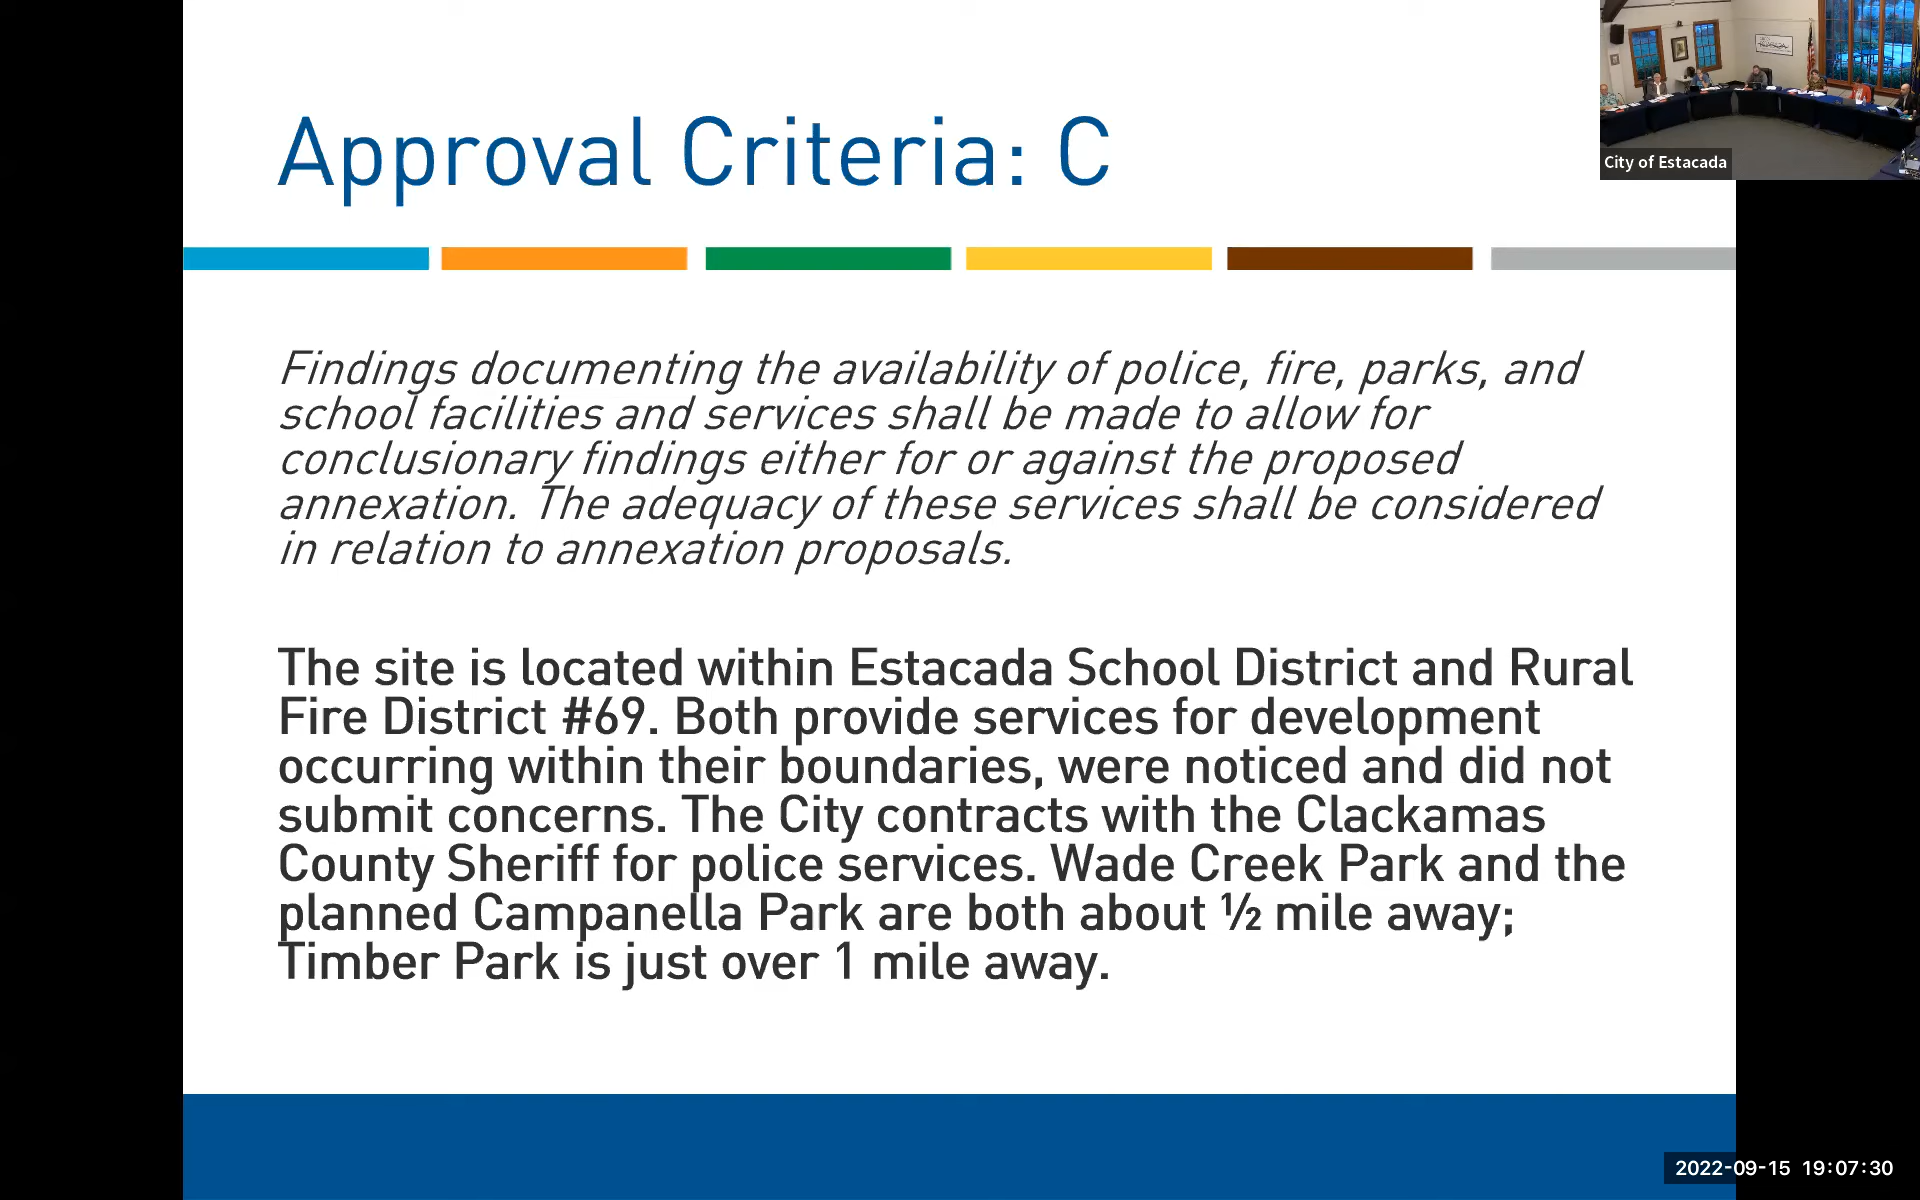 Approval Criteria: C
City of Estacada
Findings documenting the availability of police, fire, parks, and
school facilities and services shall be made to allow for
conclusionary findings either for or against the proposed
annexation. The adequacy of these services shall be considered
in relation to annexation proposals.
The site is located within Estacada School District and Rural
Fire District #69. Both provide services for development
occurring within their boundaries, were noticed and did not
submit concerns. The City contracts with the Clackamas
County Sheriff for police services. Wade Creek Park and the
planned Campanella Park are both about ½ mile away;
Timber Park is just over 1 mile away.
2022-09-15 19:07:30